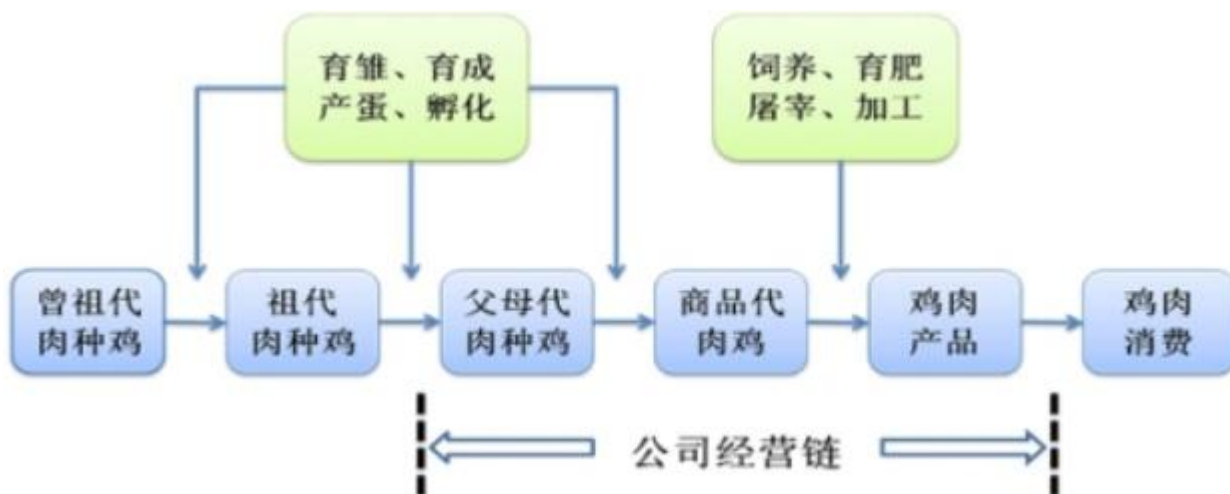 育雏、育成
产蛋、孵化
饲养、育肥
屠宰、加工
曾祖代
肉种鸡
祖代
肉种鸡
父母代
肉种鸡
商品代
肉鸡
鸡肉
产品
鸡肉
消费
公司经营链